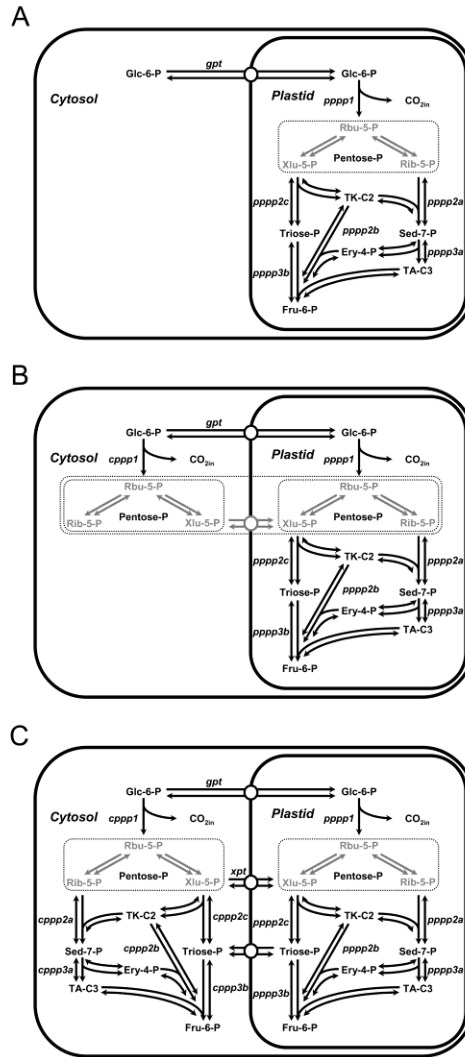 A
Glc-6-P gpt Glc-6-P
Cytosol Plastid
pppp1 CO2in
Rbu-5-P
Xlu-5-P Pentose-P Rib-5-P
pppp2c TK-C2 pppp2a
Triose-P pppp2b Sed-7-P
Ery-4-P pppp3a
pppp3b TA-C3
Fru-6-P
B
Glc-6-P gpt Glc-6-P
Cytosol cppp1 CO2in Plastid pppp1 CO2in
Rbu-5-P Rbu-5-P
Rib-5-P Pentose-P Xlu-5-P Xlu-5-P Pentose-P Rib-5-P
pppp2c TK-C2 pppp2a
Triose-P pppp2b Sed-7-P
Ery-4-P pppp3a
pppp3b TA-C3
Fru-6-P
C
Glc-6-P gpt Glc-6-P
Cytosol cppp1 CO2in Plastid pppp1 CO2in
Rbu-5-P Rbu-5-P
Rib-5-P Pentose-P Xlu-5-P xpt Xlu-5-P Pentose-P Rib-5-P
cppp2a TK-C2 cppp2c pppp2c TK-C2 pppp2a
Sed-7-P cppp2b Triose-P Triose-P pppp2b Sed-7-P
cppp3a Ery-4-P Ery-4-P pppp3a
TA-C3 cppp3b pppp3b TA-C3
Fru-6-P Fru-6-P